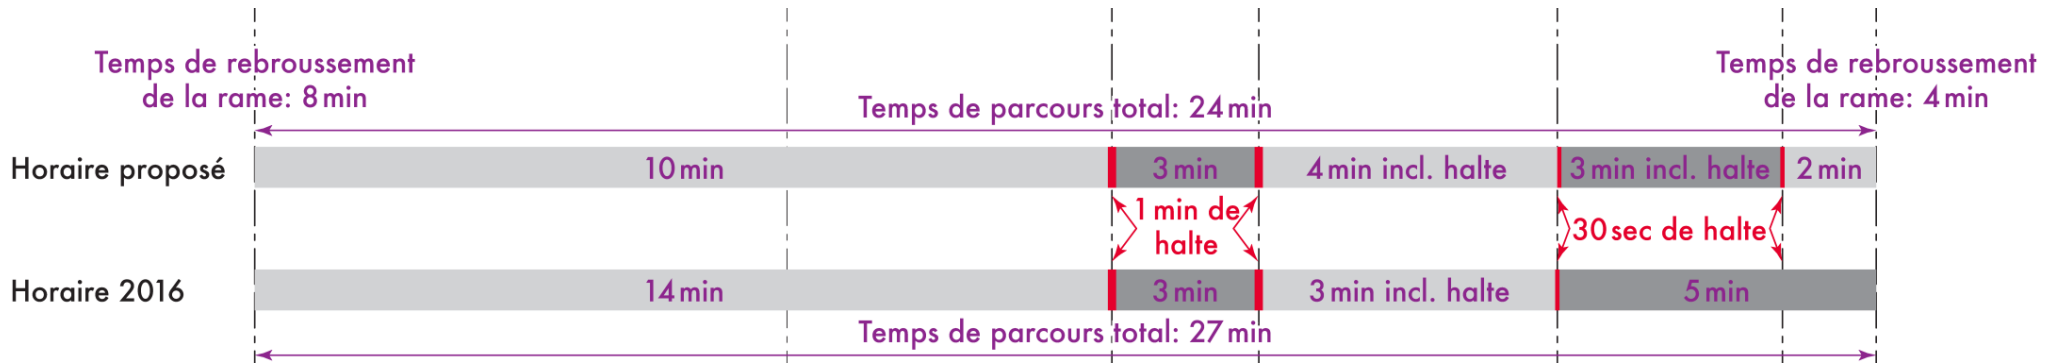 Temps de rebroussement
de la rame: 8 min
Temps de rebroussement
de la rame: 4 min
Temps de parcours total: 24 min
Horaire proposé
10 min
3 min
4 min incl. halte
3 min incl. halte
2 min
1 min de
halte
30 sec de halte
Horaire 2016
14 min
3 min
3 min incl. halte
5 min
Temps de parcours total: 27 min